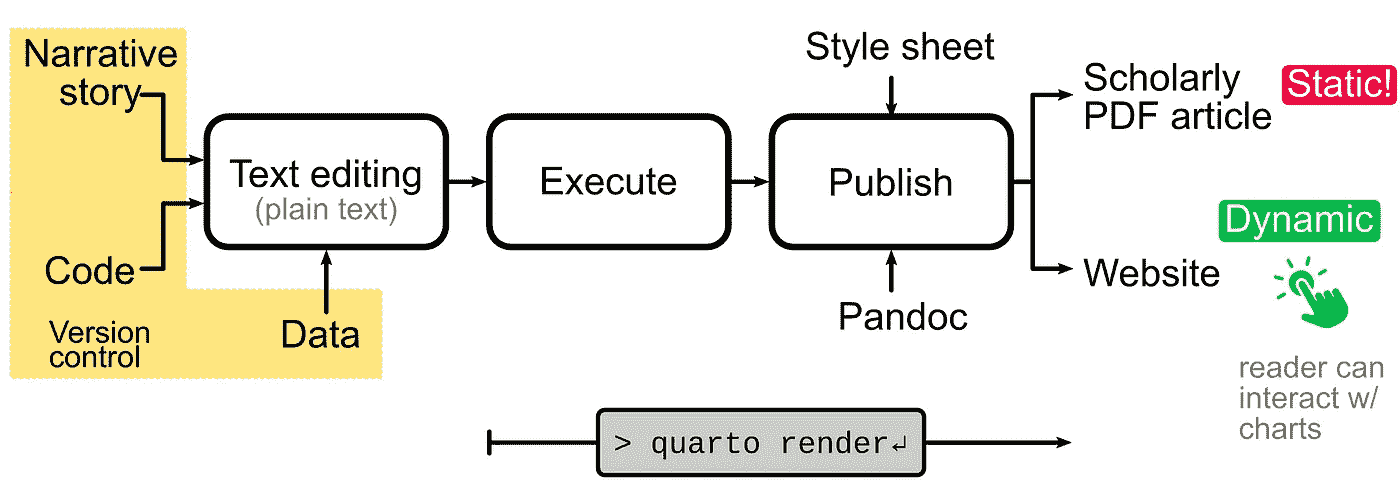 Narrative
story
Code
Version
control
Data
Text editing
(plain text)
Execute
Style sheet
Publish
Pandoc
Scholarly
PDF article
Static!
Dynamic
Website
reader can
interact w/
charts
> quarto render↲